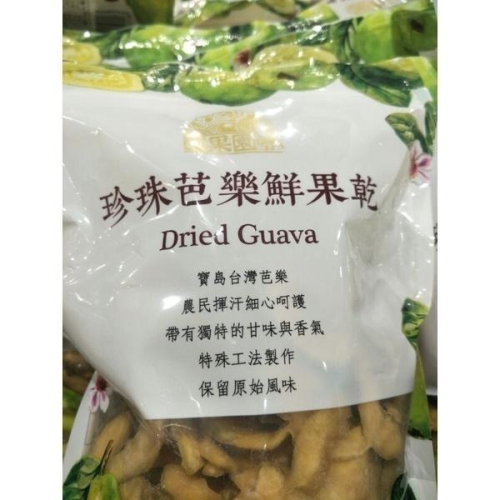 果園
珍珠芭樂鮮果乾
Dried Guava
寶島台灣芭樂
農民揮汗細心呵護
帶有獨特的甘味與香氣
特殊工法製作
保留原始風味